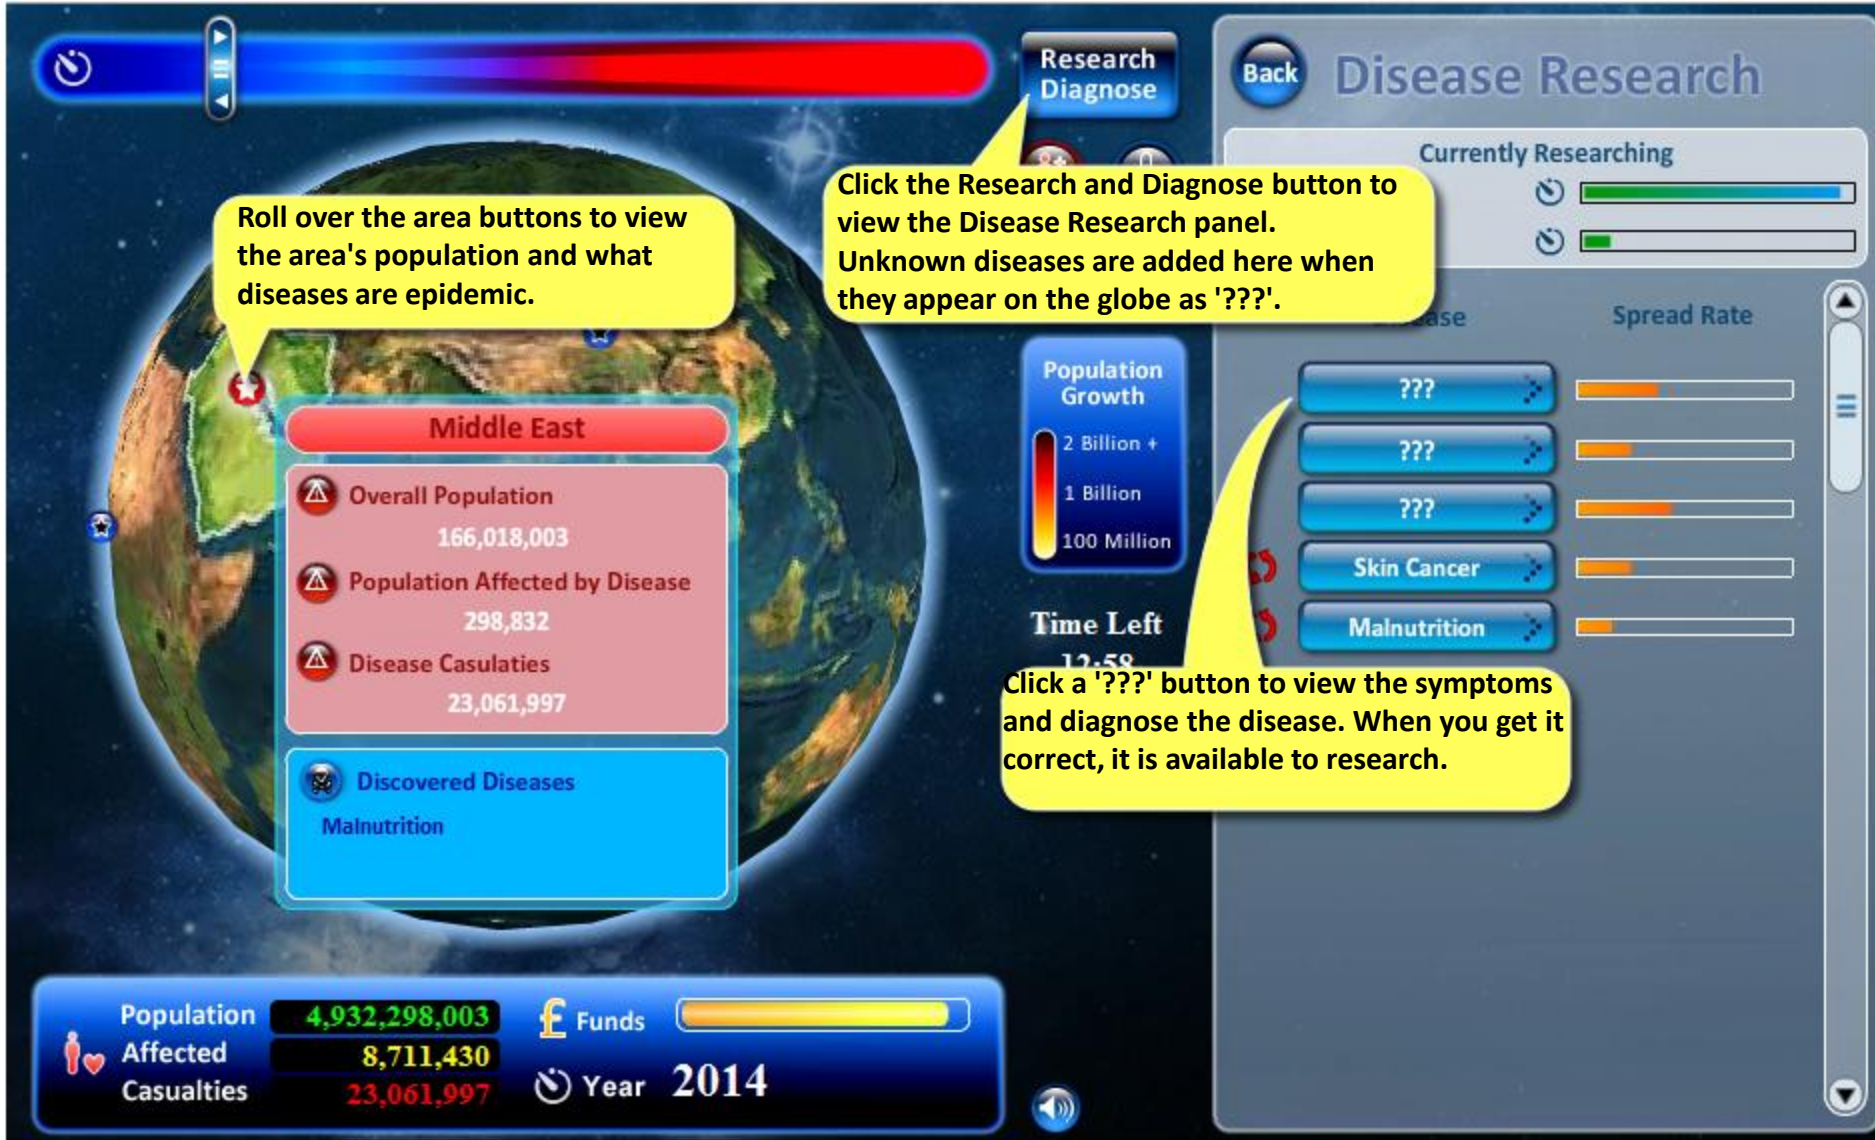 Research
Diagnose
Back
Disease Research
Currently Researching
Roll over the area buttons to view
the area's population and what
diseases are epidemic.
Click the Research and Diagnose button to
view the Disease Research panel.
Unknown diseases are added here when
they appear on the globe as '???'.
Spread Rate
Population
Growth
2 Billion +
1 Billion
100 Million
???
???
???
Skin Cancer
Malnutrition
Middle East
Overall Population
166,018,003
Population Affected by Disease
298,832
Disease Casulaties
23,061,997
Discovered Diseases
Malnutrition
Time Left
12:58
Click a '???' button to view the symptoms
and diagnose the disease. When you get it
correct, it is available to research.
Population 4,932,298,003
Affected 8,711,430
Casualties 23,061,997
£ Funds
Year 2014